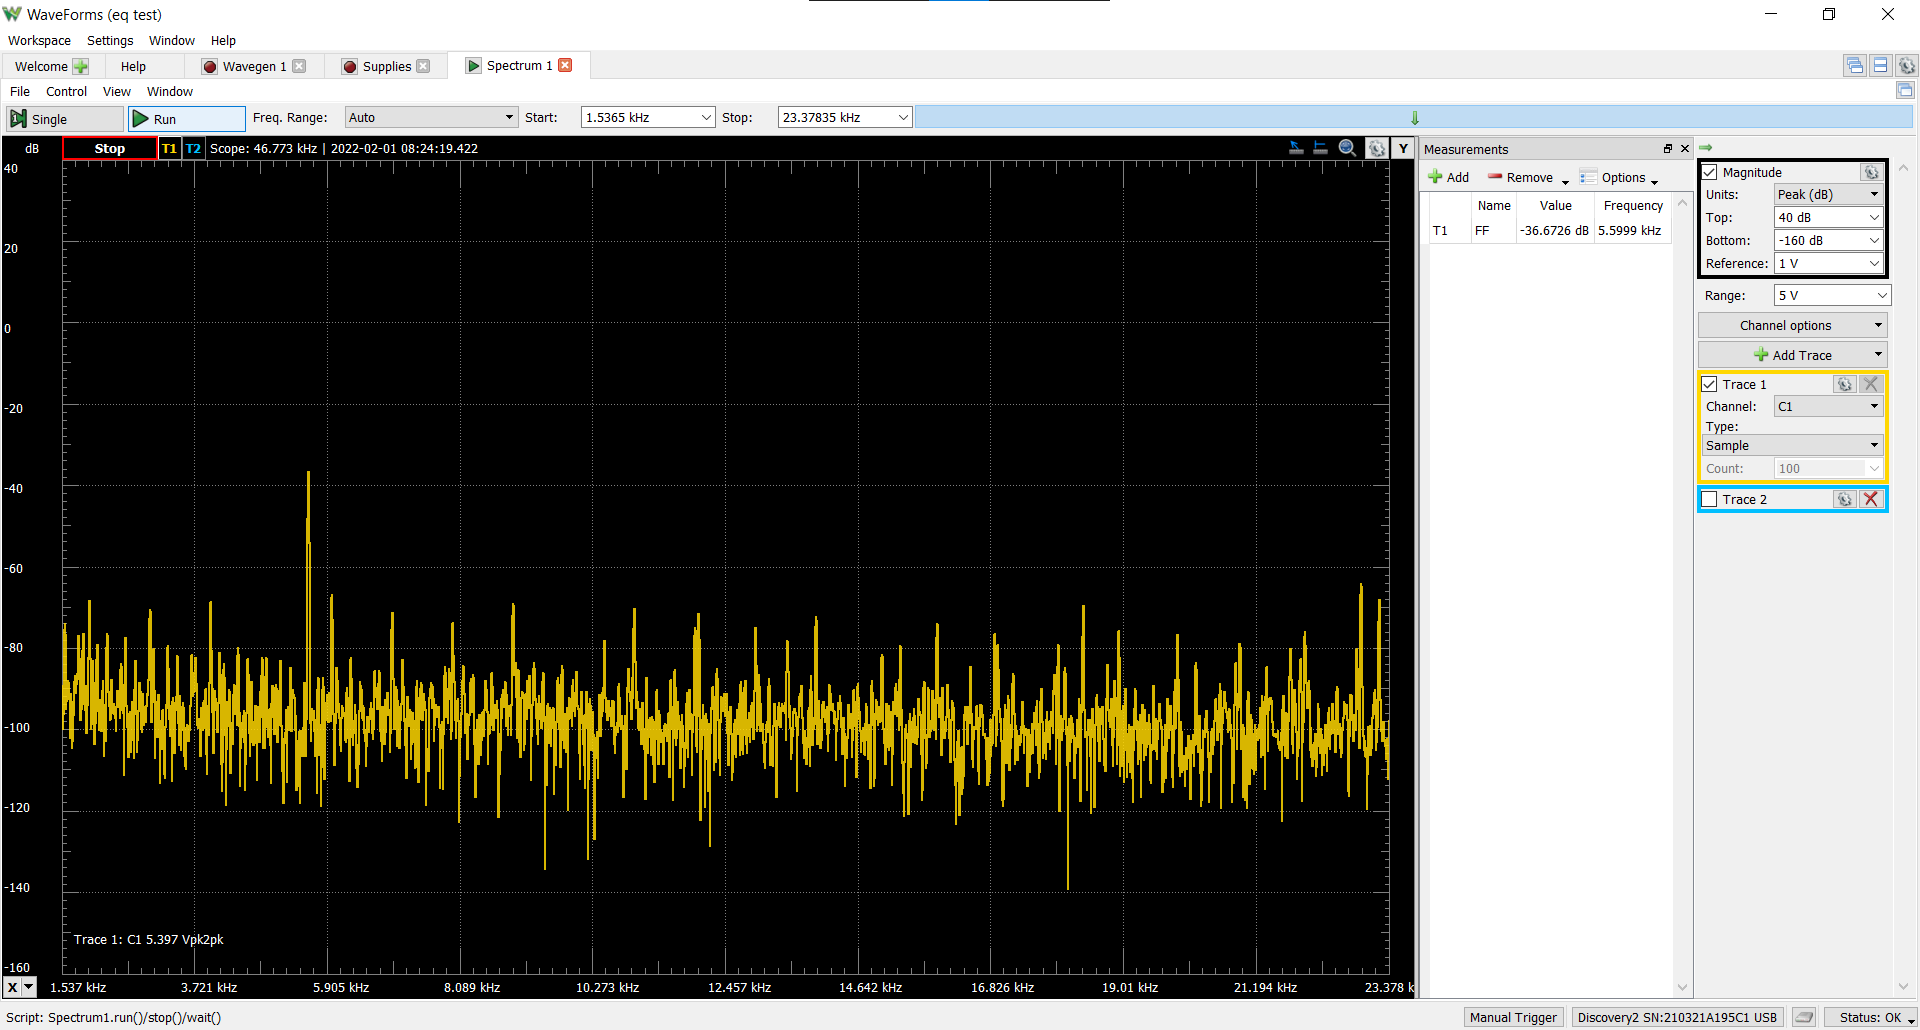 WaveForms (eq test)
Workspace Settings Window Help
Welcome Help Wavegen 1 Supplies Spectrum 1
File Control View Window
Single Run Freq. Range: Auto Start: 1.5365 kHz Stop: 23.37835 kHz
dB Stop T1 T2 Scope: 46.773 kHz | 2022-02-01 08:24:19.422 Y
40
20
0
-20
-40
-60
-80
-100
-120
-140
-160
Trace 1: C1 5.397 Vpk2pk
X 1.537 kHz 3.721 kHz 5.905 kHz 8.089 kHz 10.273 kHz 12.457 kHz 14.642 kHz 16.826 kHz 19.01 kHz 21.194 kHz 23.378 k
Measurements
Add Remove Options
Name Value Frequency
T1 FF -36.6726 dB 5.5999 kHz
Magnitude
Units: Peak (dB)
Top: 40 dB
Bottom: -160 dB
Reference: 1 V
Range: 5 V
Channel options
Add Trace
Trace 1
Channel: C1
Type:
Sample
Count: 100
Trace 2
Script: Spectrum1.run()/stop()/wait() Manual Trigger Discovery2 SN:210321A195C1 USB Status: OK